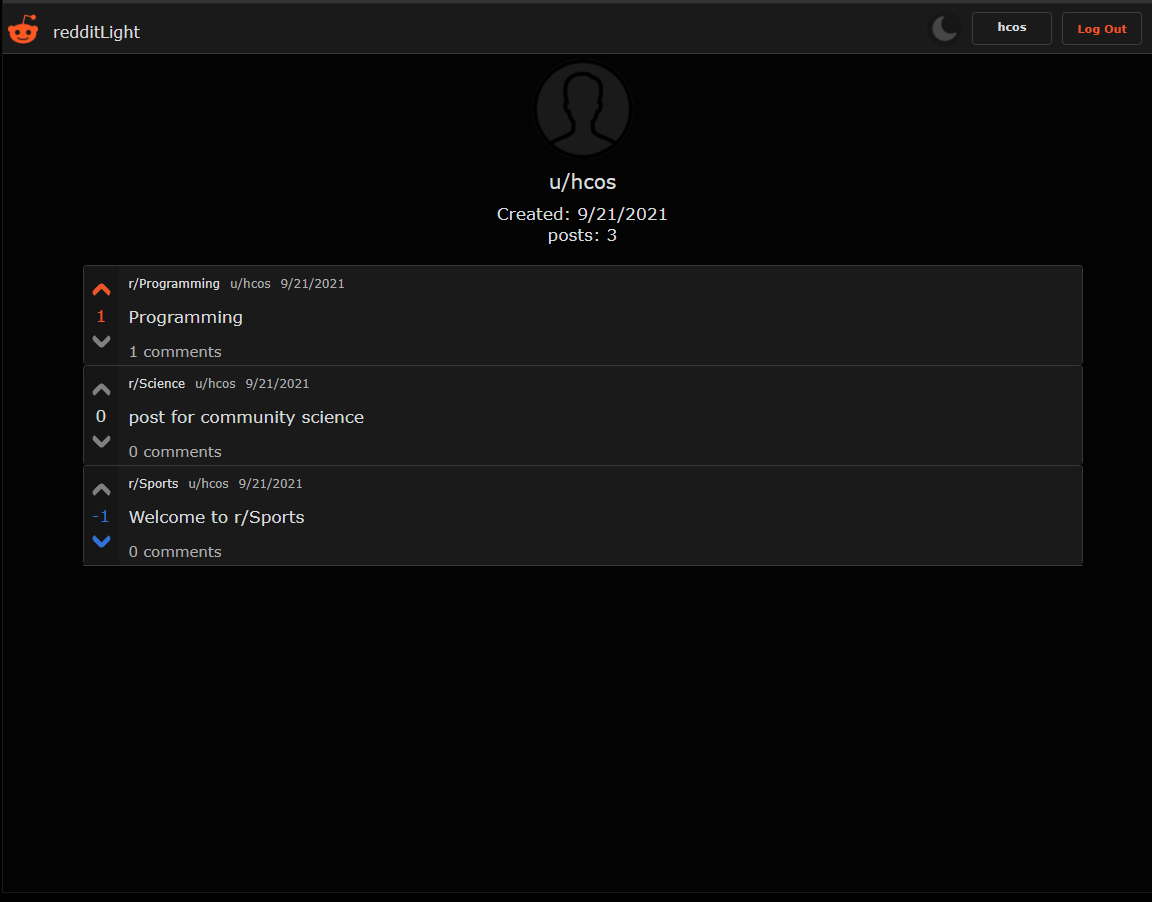 redditLight
hcos
Log Out
u/hcos
Created: 9/21/2021
posts: 3
r/Programming u/hcos 9/21/2021
1
Programming
1 comments
r/Science u/hcos 9/21/2021
0
post for community science
0 comments
r/Sports u/hcos 9/21/2021
-1
Welcome to r/Sports
0 comments